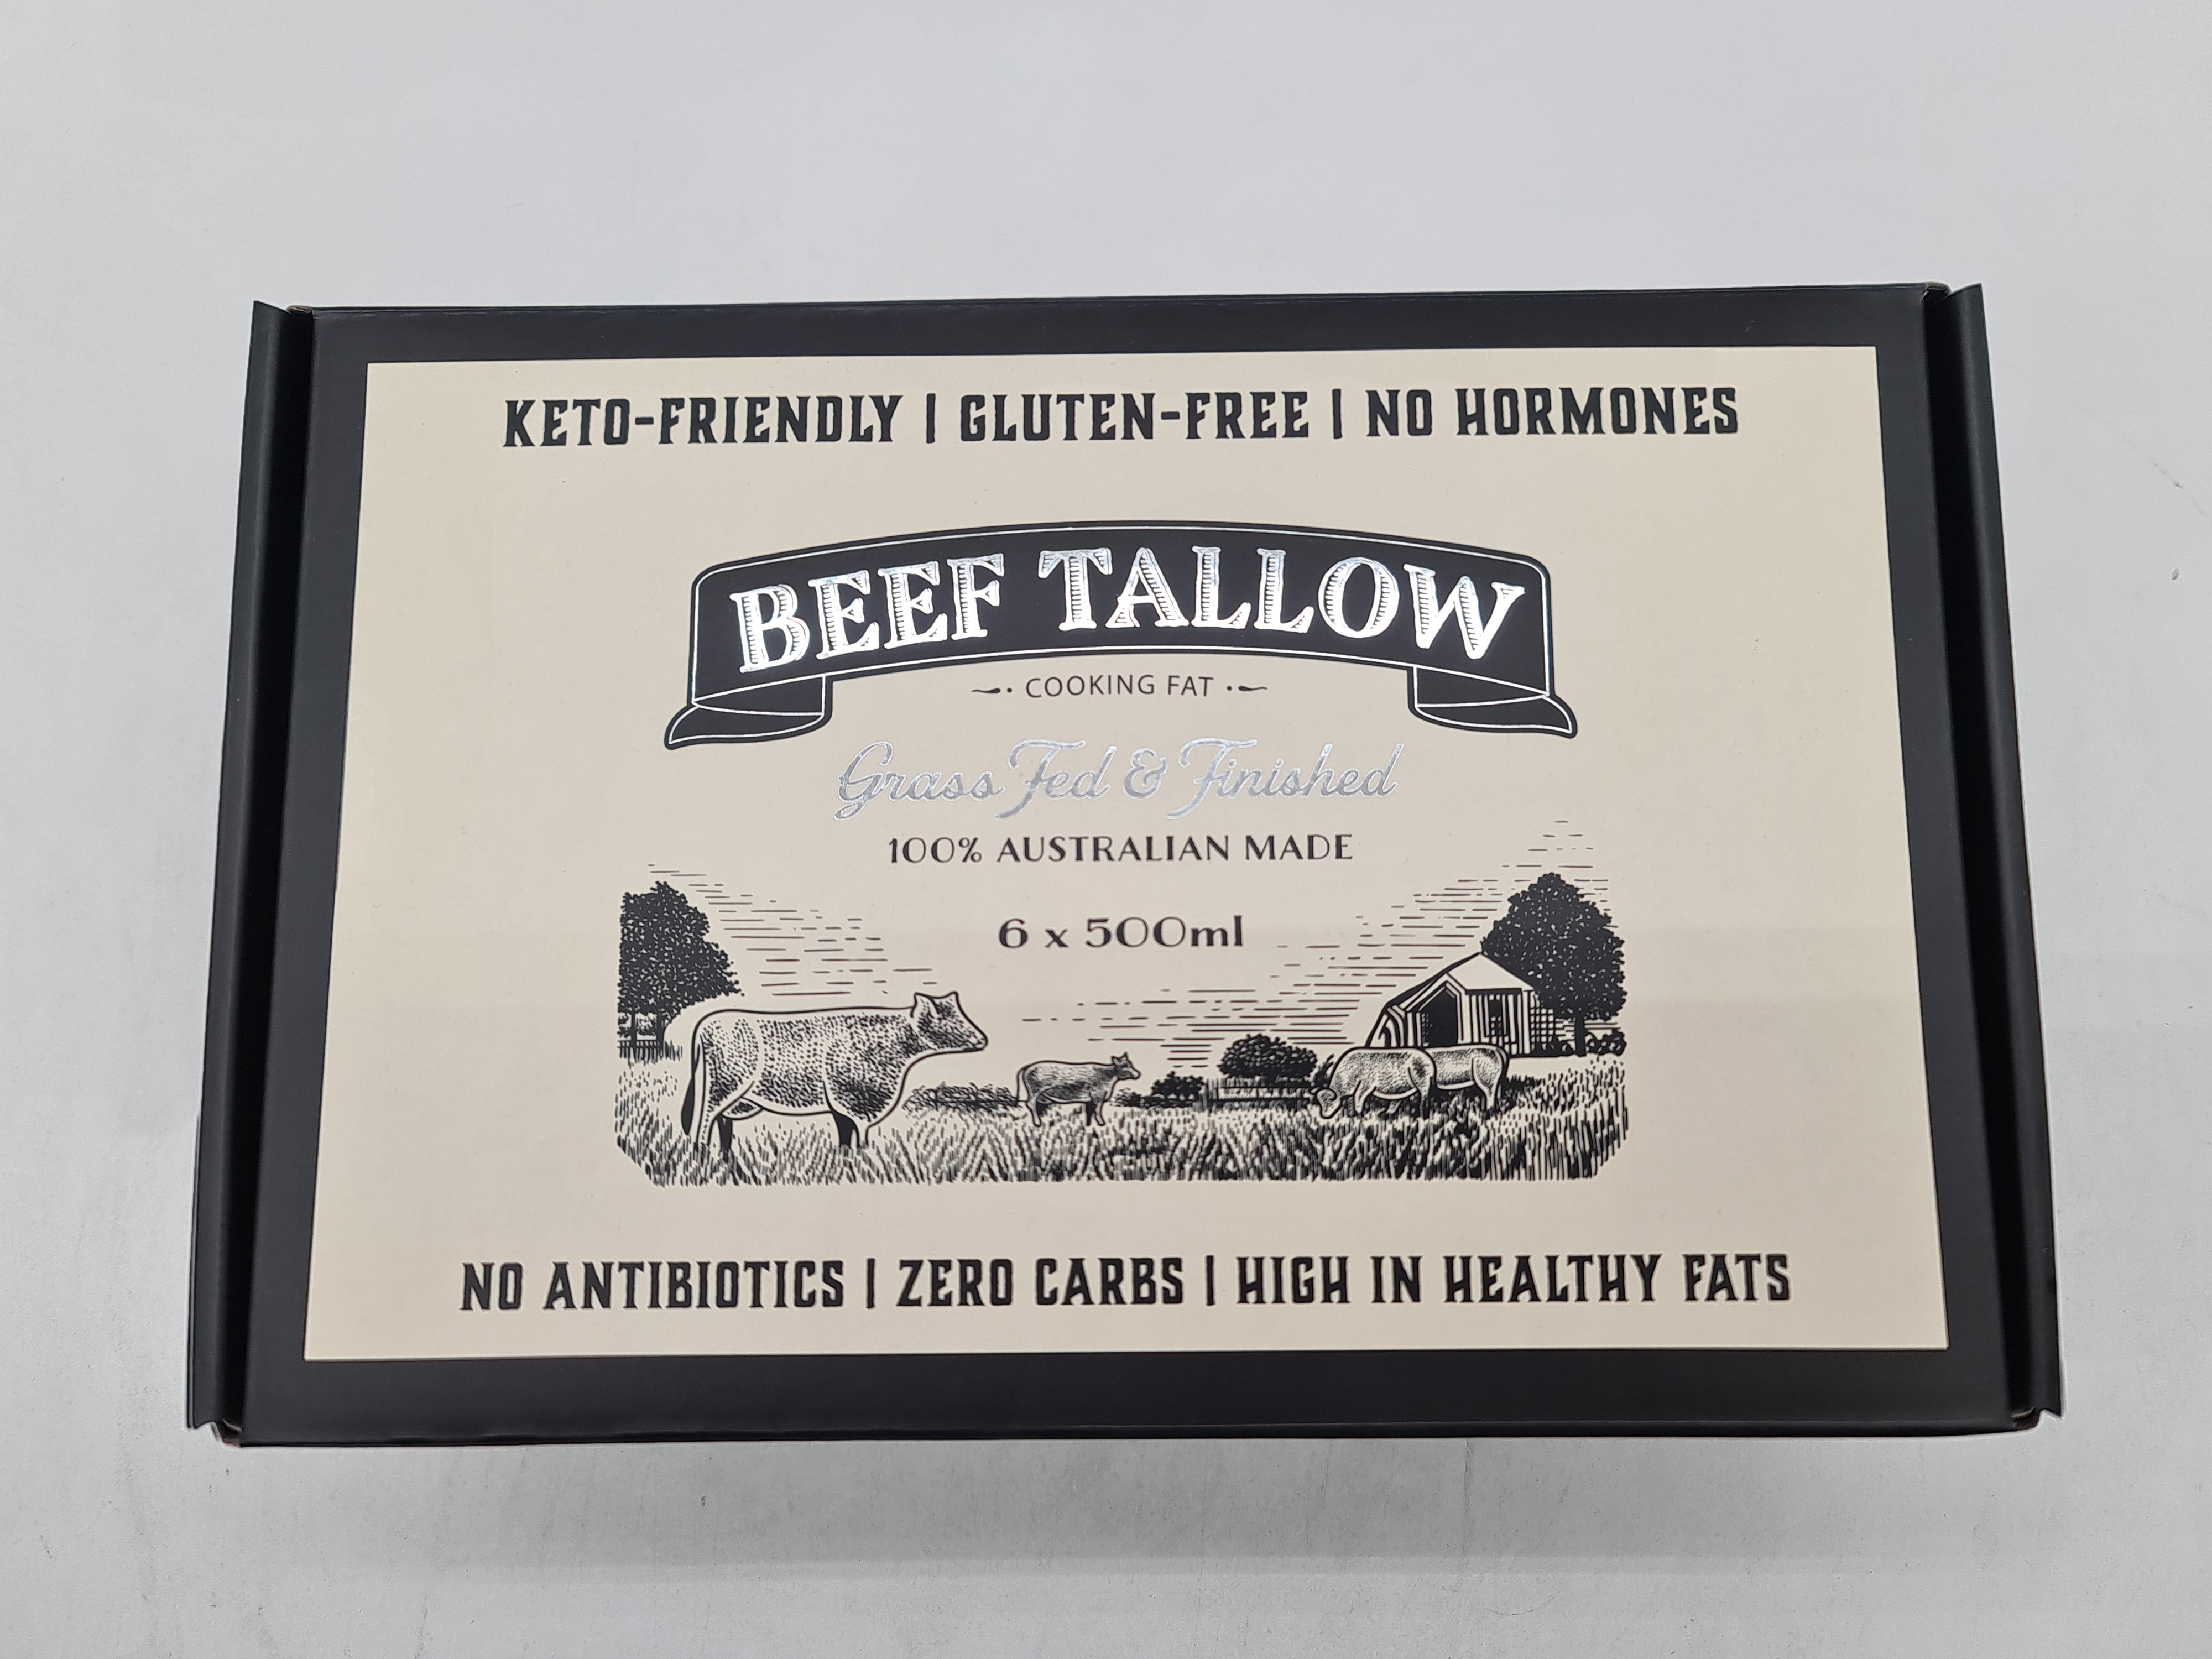 KETO-FRIENDLY | GLUTEN-FREE | NO HORMONES
BEEF TALLOW
COOKING FAT
Grass Fed & Finished
100% AUSTRALIAN MADE
6 x 500ml
NO ANTIBIOTICS | ZERO CARBS | HIGH IN HEALTHY FATS